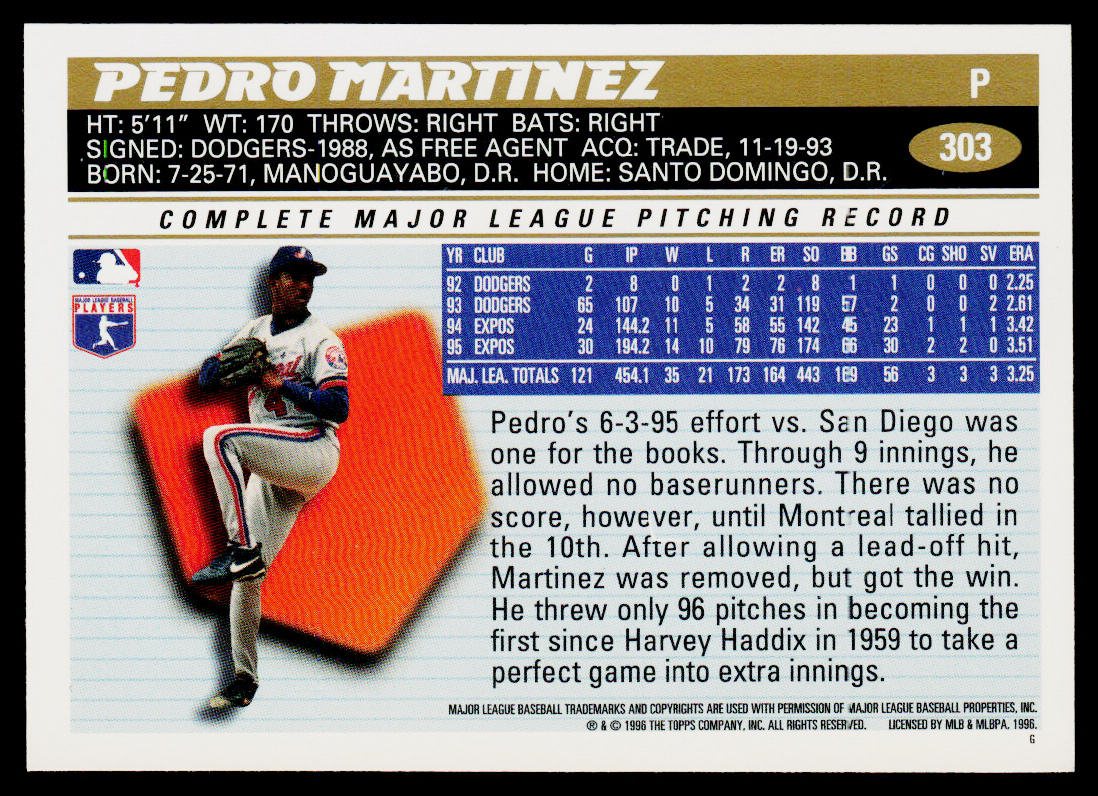 PEDRO MARTINEZ P
HT: 5'11" WT: 170 THROWS: RIGHT BATS: RIGHT
SIGNED: DODGERS-1988, AS FREE AGENT ACQ: TRADE, 11-19-93
303
BORN: 7-25-71, MANOGUAYABO, D.R. HOME: SANTO DOMINGO, D.R.
COMPLETE MAJOR LEAGUE PITCHING RECORD
MAJOR LEAGUE BASEBALL
PLAYERS
YR CLUB G IP W L R ER SO BB GS CG SHO SV ERA
92 DODGERS 2 8 0 1 2 2 8 1 1 0 0 0 2.25
93 DODGERS 65 107 10 5 34 31 119 57 2 0 0 2 2.61
94 EXPOS 24 144.2 11 5 58 55 142 45 23 1 1 1 3.42
95 EXPOS 30 194.2 14 10 79 76 174 66 30 2 2 0 3.51
MAJ. LEA. TOTALS 121 454.1 35 21 173 164 443 169 56 3 3 3 3.25
Pedro's 6-3-95 effort vs. San Diego was
one for the books. Through 9 innings, he
allowed no baserunners. There was no
score, however, until Montreal tallied in
the 10th. After allowing a lead-off hit,
Martinez was removed, but got the win.
He threw only 96 pitches in becoming the
first since Harvey Haddix in 1959 to take a
perfect game into extra innings.
MAJOR LEAGUE BASEBALL TRADEMARKS AND COPYRIGHTS ARE USED WITH PERMISSION OF MAJOR LEAGUE BASEBALL PROPERTIES, INC.
® & © 1996 THE TOPPS COMPANY, INC. ALL RIGHTS RESERVED. LICENSED BY MLB & MLBPA, 1996.
G